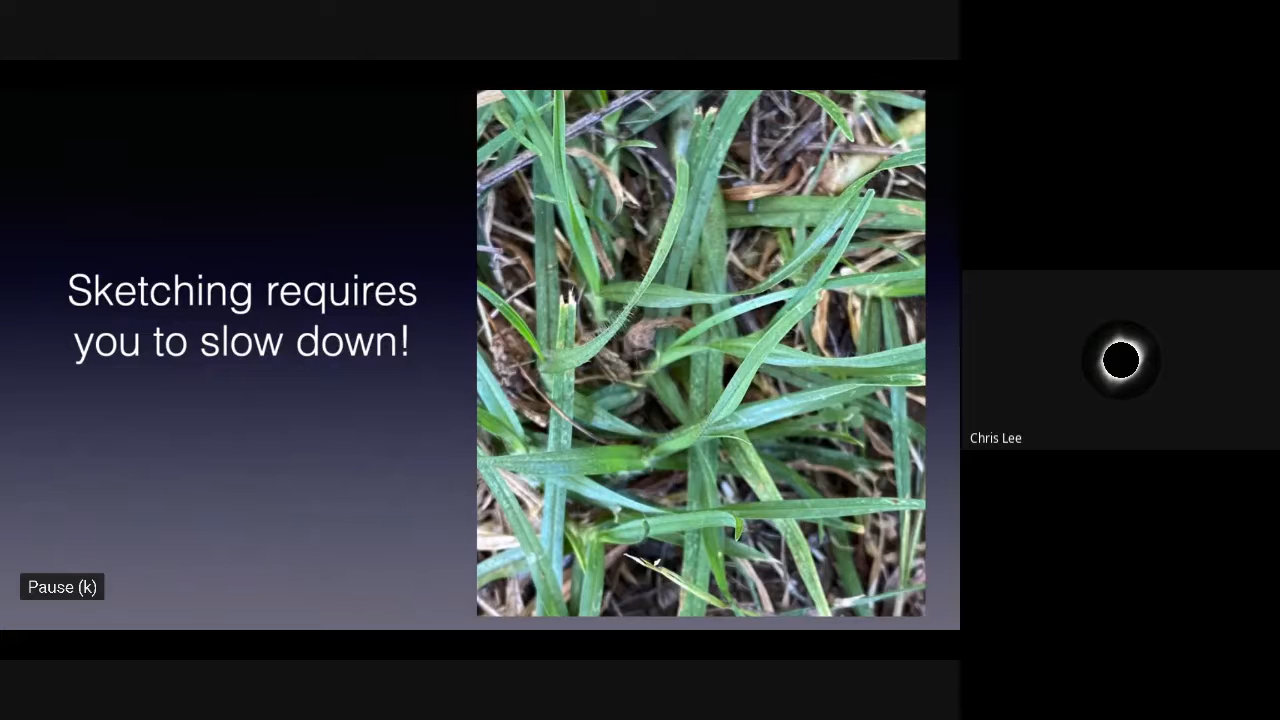 Sketching requires
you to slow down!
Chris Lee
Pause (k)